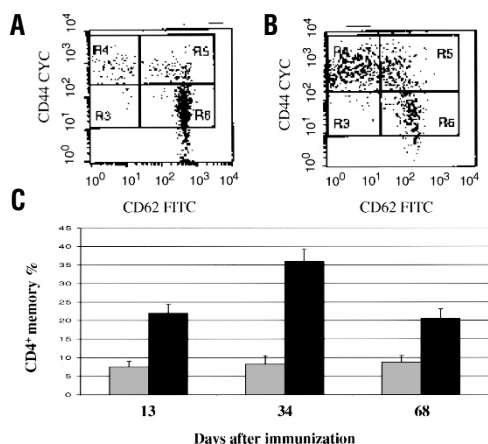 A
CD44 CYC
10⁴
10³
10²
10¹
10⁰
R4
R5
R3
R6
10⁰ 10¹ 10² 10³ 10⁴
CD62 FITC
B
CD44 CYC
10⁴
10³
10²
10¹
10⁰
R4
R5
R3
R6
10⁰ 10¹ 10² 10³ 10⁴
CD62 FITC
C
CD4⁺ memory %
45
40
35
30
25
20
15
10
5
0
13 34 68
Days after immunization